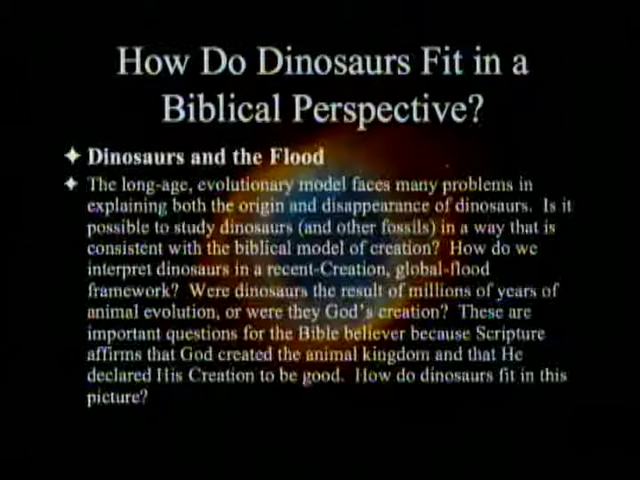 How Do Dinosaurs Fit in a
Biblical Perspective?
Dinosaurs and the Flood
The long-age, evolutionary model faces many problems in
explaining both the origin and disappearance of dinosaurs. Is it
possible to study dinosaurs (and other fossils) in a way that is
consistent with the biblical model of creation? How do we
interpret dinosaurs in a recent-Creation, global-flood
framework? Were dinosaurs the result of millions of years of
animal evolution, or were they God's creation? These are
important questions for the Bible believer because Scripture
affirms that God created the animal kingdom and that He
declared His Creation to be good. How do dinosaurs fit in this
picture?